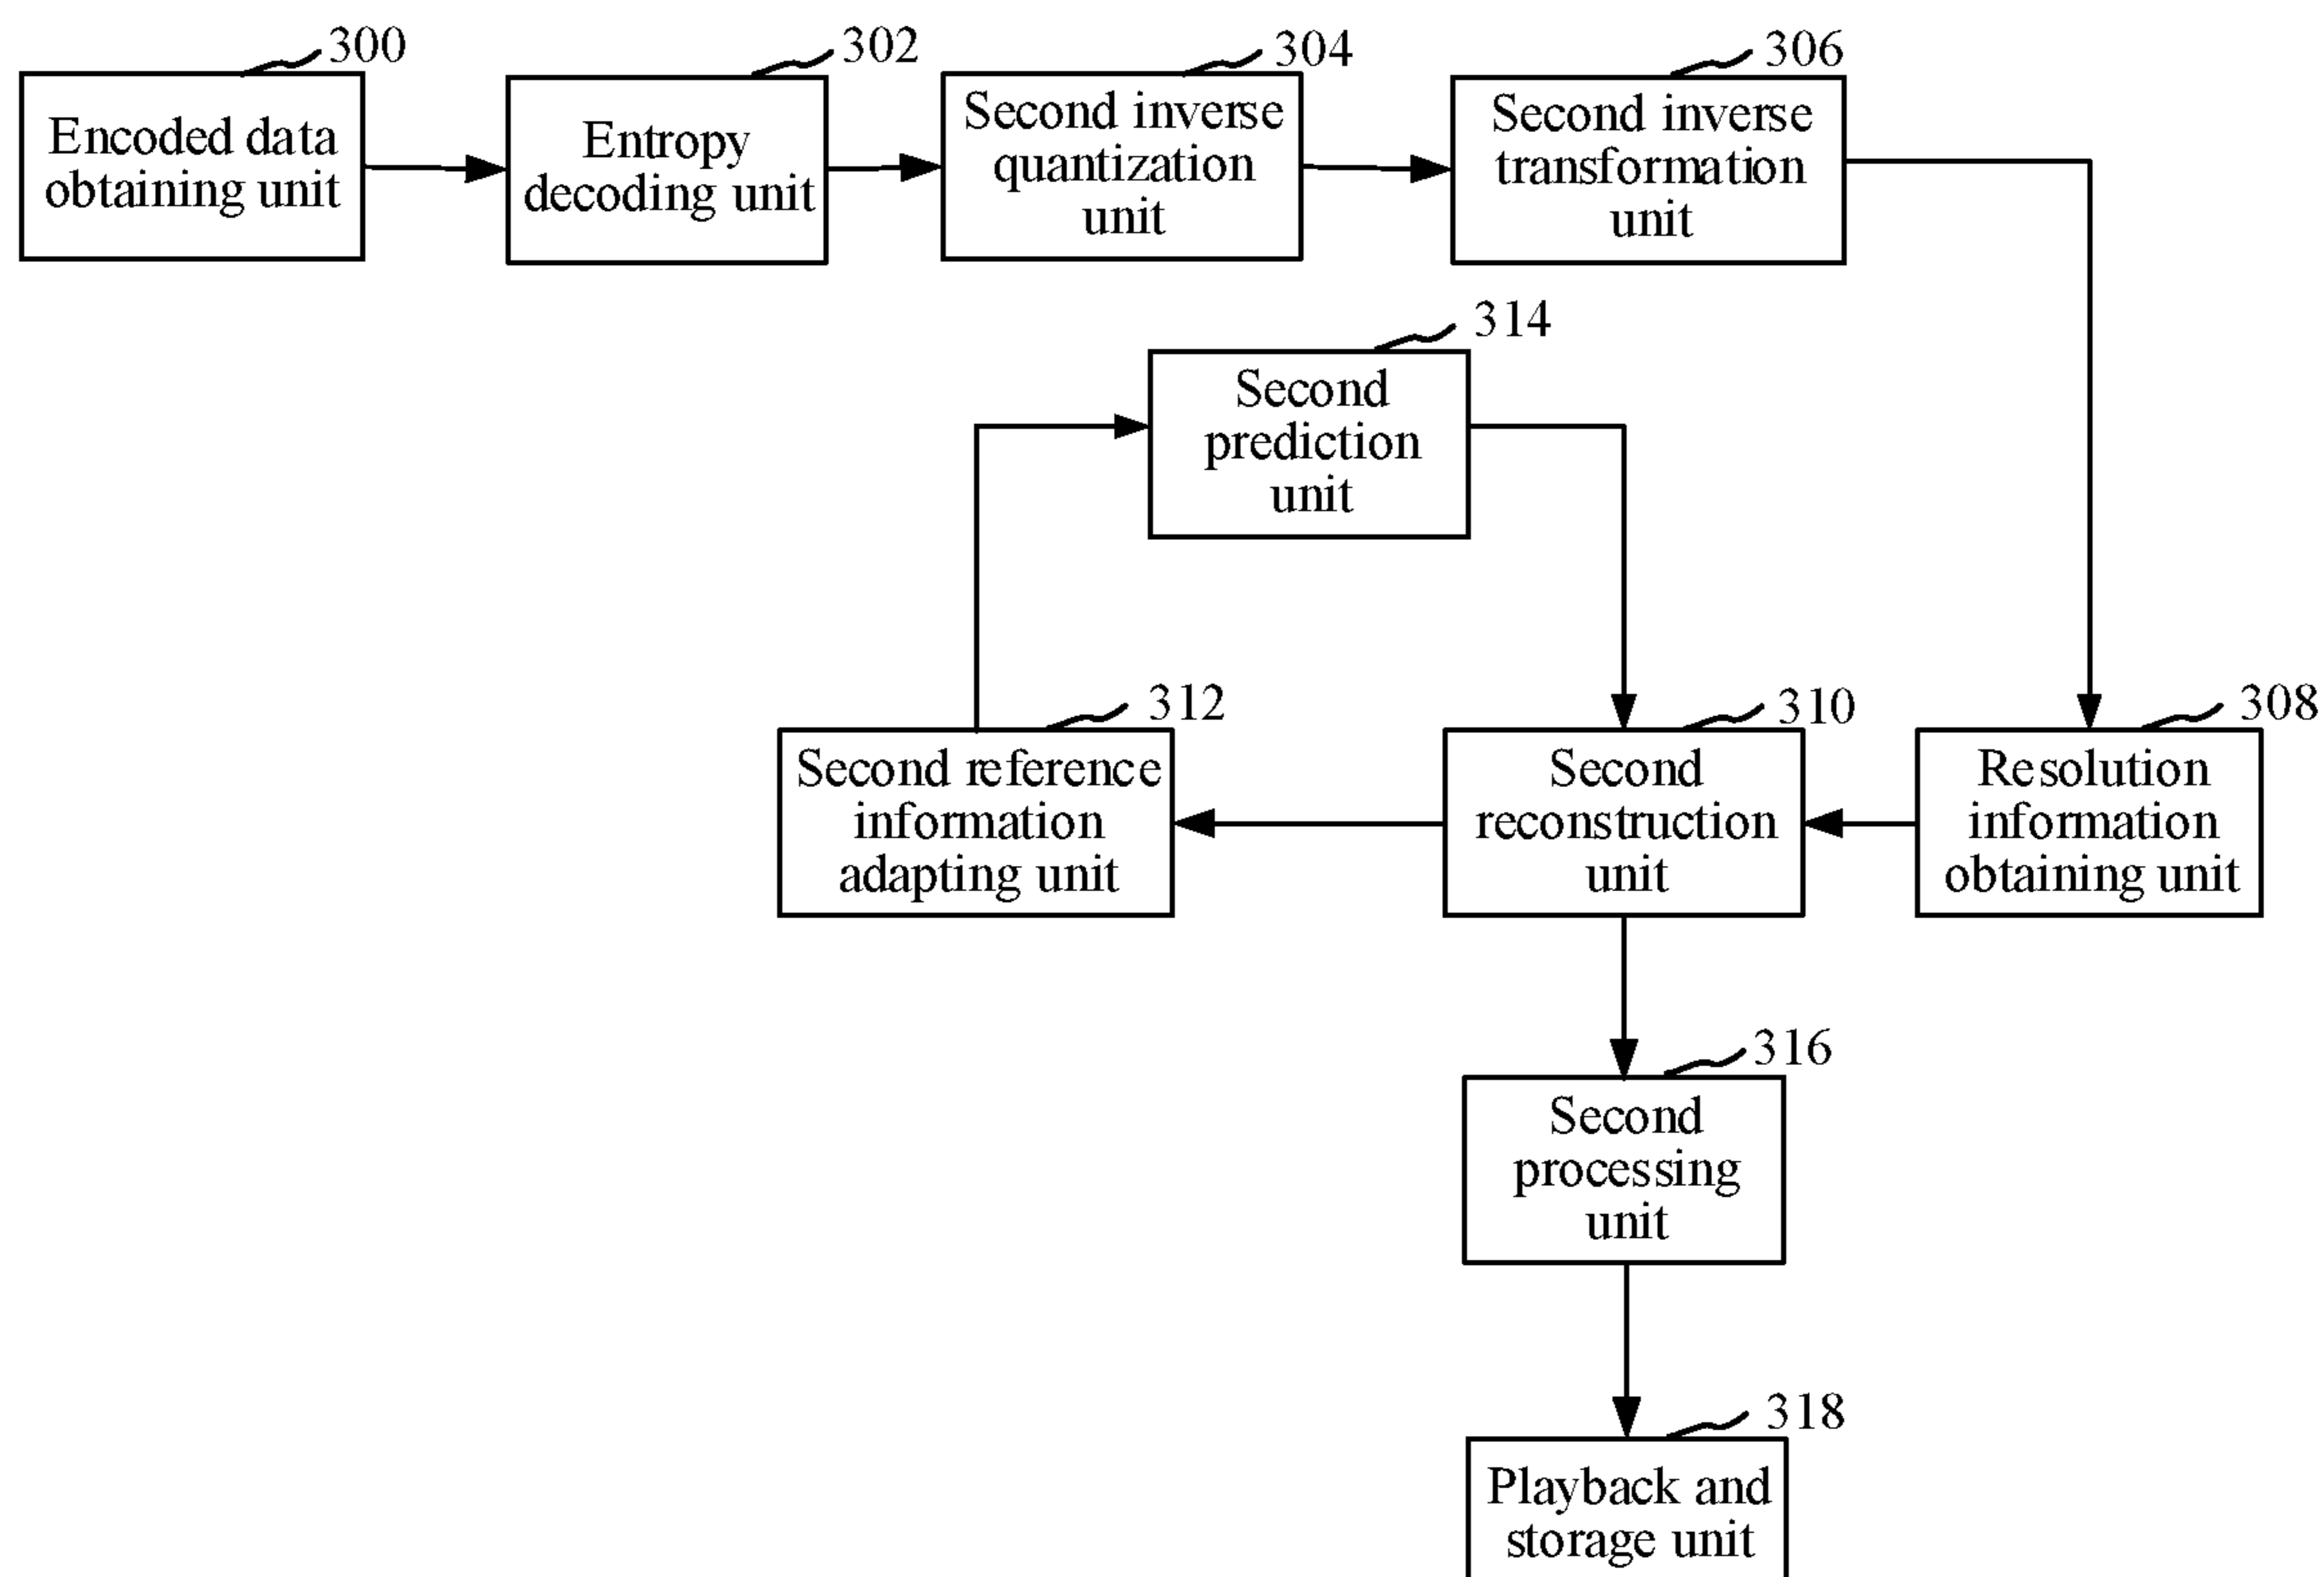 300
302
304
306
Encoded data
obtaining unit
Entropy
decoding unit
Second inverse
quantization
unit
Second inverse
transformation
unit
314
Second
prediction
unit
312
310
308
Second reference
information
adapting unit
Second
reconstruction
unit
Resolution
information
obtaining unit
316
Second
processing
unit
318
Playback and
storage unit